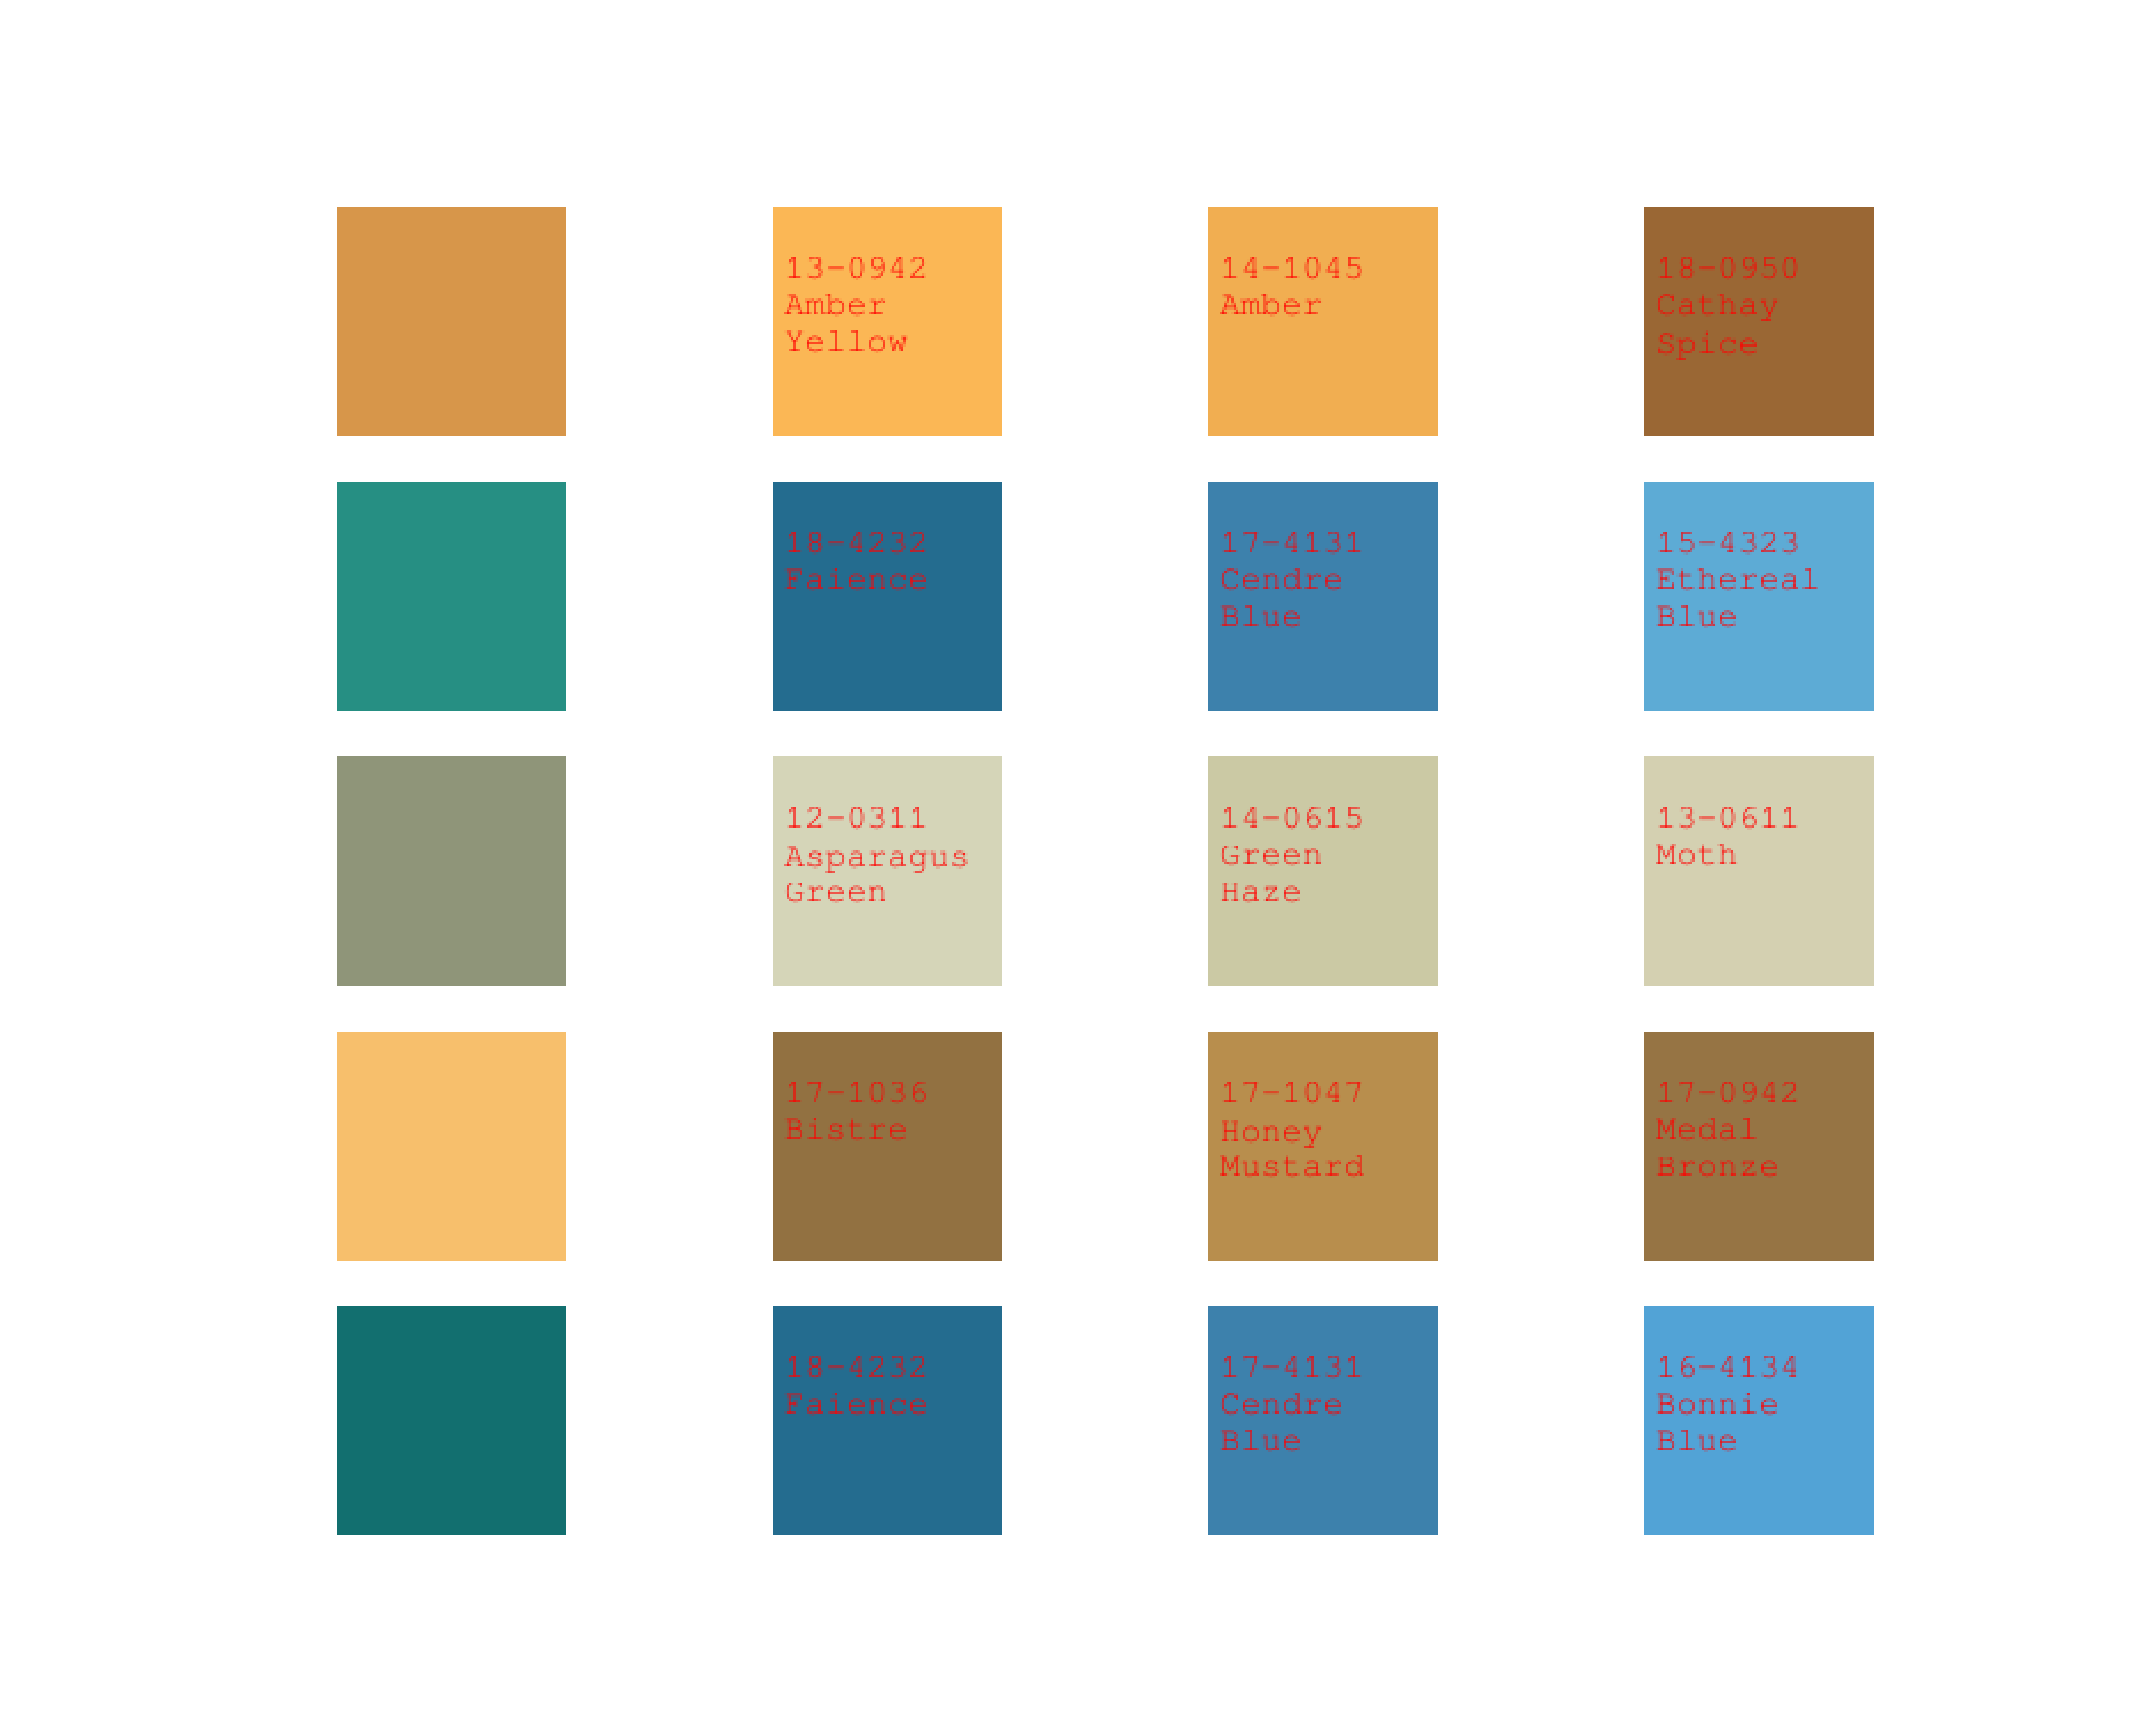 13-0942
Amber
Yellow
14-1045
Amber
18-0950
Cathay
Spice
18-4232
Faience
17-4131
Cendre
Blue
15-4323
Ethereal
Blue
12-0311
Asparagus
Green
14-0615
Green
Haze
13-0611
Moth
17-1036
Bistre
17-1047
Honey
Mustard
17-0942
Medal
Bronze
18-4232
Faience
17-4131
Cendre
Blue
16-4134
Bonnie
Blue